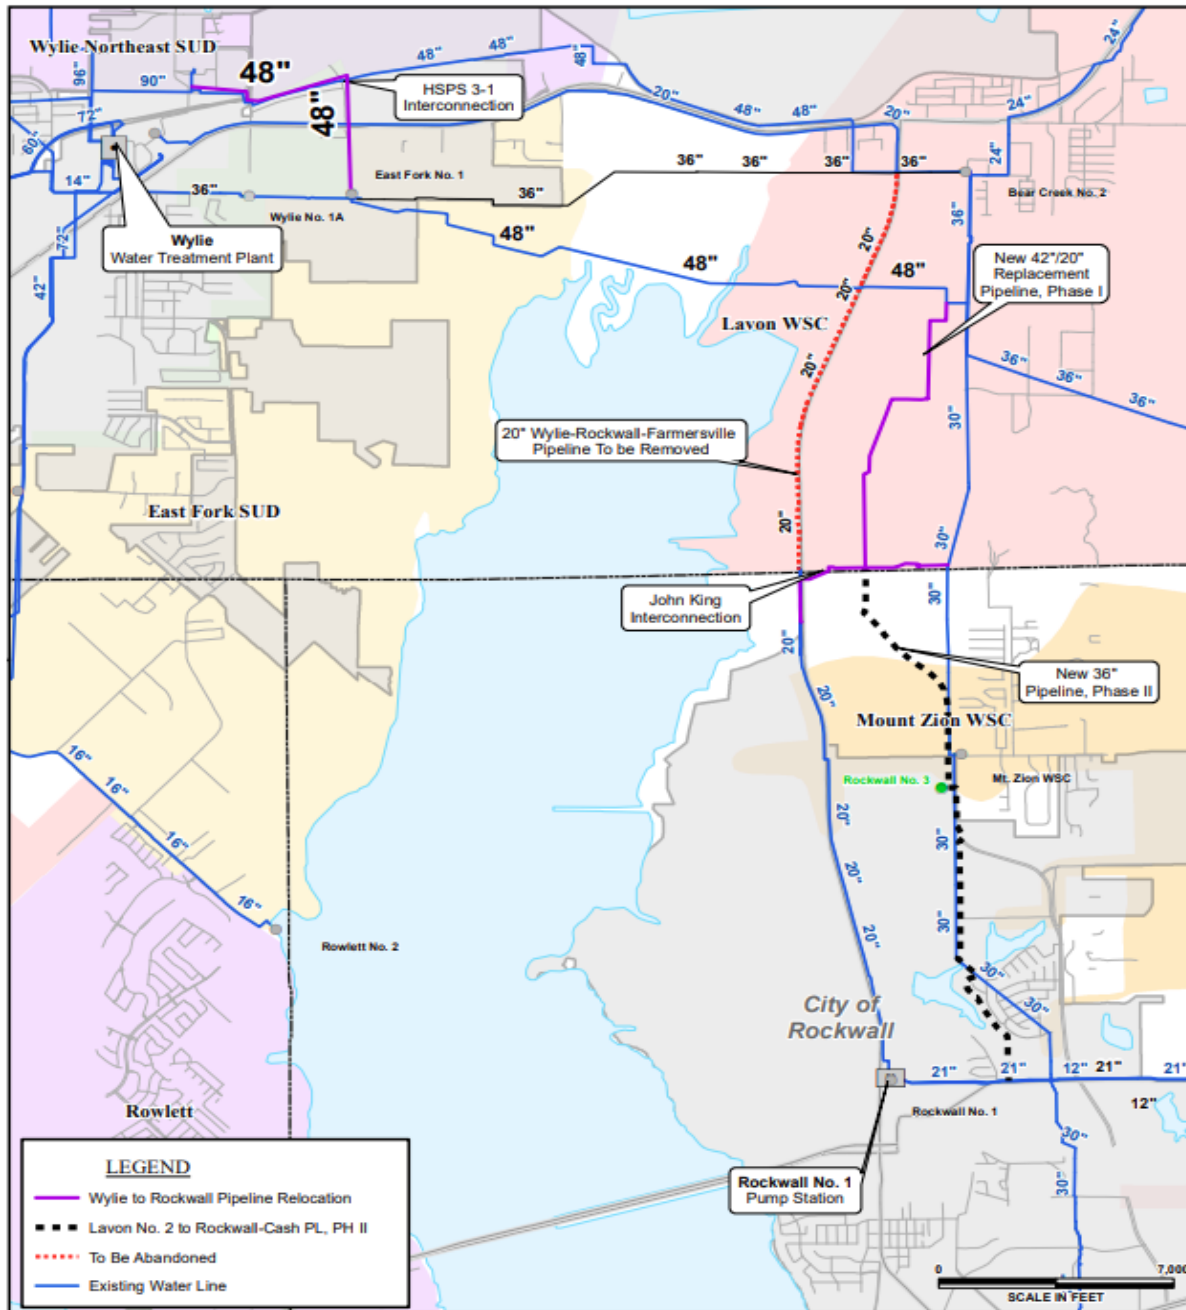 Wylie Northeast SUD
96"
90"
48"
48"
48"
48"
24"
HSPS 3-1
Interconnection
72"
60"
48"
20"
48"
48"
20"
24"
24"
14"
36"
East Fork No. 1
36"
36"
36"
36"
36"
Bear Creek No. 2
Wylie No. 1A
36"
72"
Wylie
Water Treatment Plant
48"
48"
48"
20"
20"
New 42"/20"
Replacement
Pipeline, Phase I
42"
Lavon WSC
20"
36"
36"
36"
30"
20" Wylie-Rockwall-Farmersville
Pipeline To be Removed
East Fork SUD
20"
30"
John King
Interconnection
30"
20"
New 36"
Pipeline, Phase II
20"
Mount Zion WSC
16"
16"
16"
16"
Rockwall No. 3
Mt. Zion WSC
20"
30"
20"
30"
20"
Rowlett No. 2
30"
30"
City of
Rockwall
21"
21"
12"
21"
21"
Rockwall No. 1
12"
Rowlett
30"
30"
Rockwall No. 1
Pump Station
LEGEND
Wylie to Rockwall Pipeline Relocation
Lavon No. 2 to Rockwall-Cash PL, PH II
To Be Abandoned
Existing Water Line
0
7,000
SCALE IN FEET